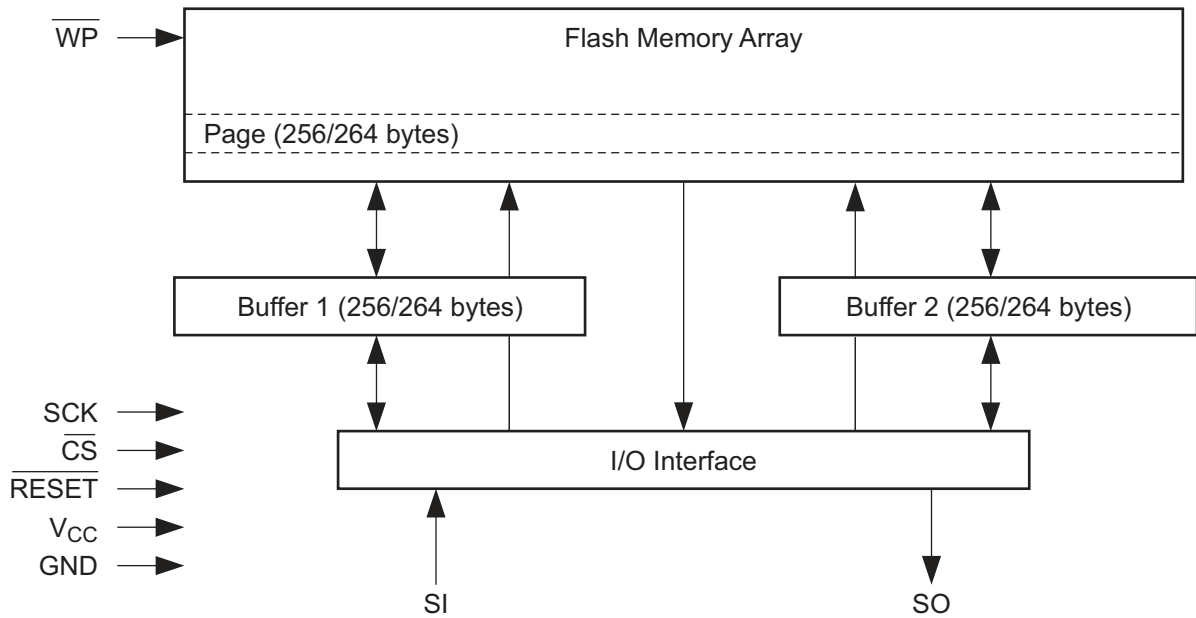 WP
Flash Memory Array
Page (256/264 bytes)
Buffer 1 (256/264 bytes)
Buffer 2 (256/264 bytes)
SCK
CS
RESET
VCC
GND
I/O Interface
SI
SO